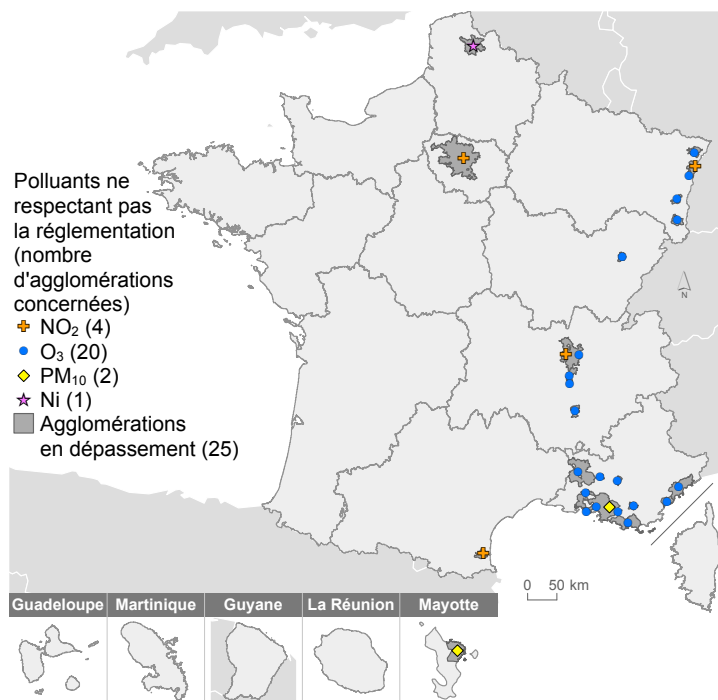 Polluants ne
respectant pas
la réglementation
(nombre
d'agglomérations
concernées)
NO₂ (4)
O₃ (20)
PM₁₀ (2)
Ni (1)
Agglomérations
en dépassement (25)
N
0 50 km
Guadeloupe Martinique Guyane La Réunion Mayotte